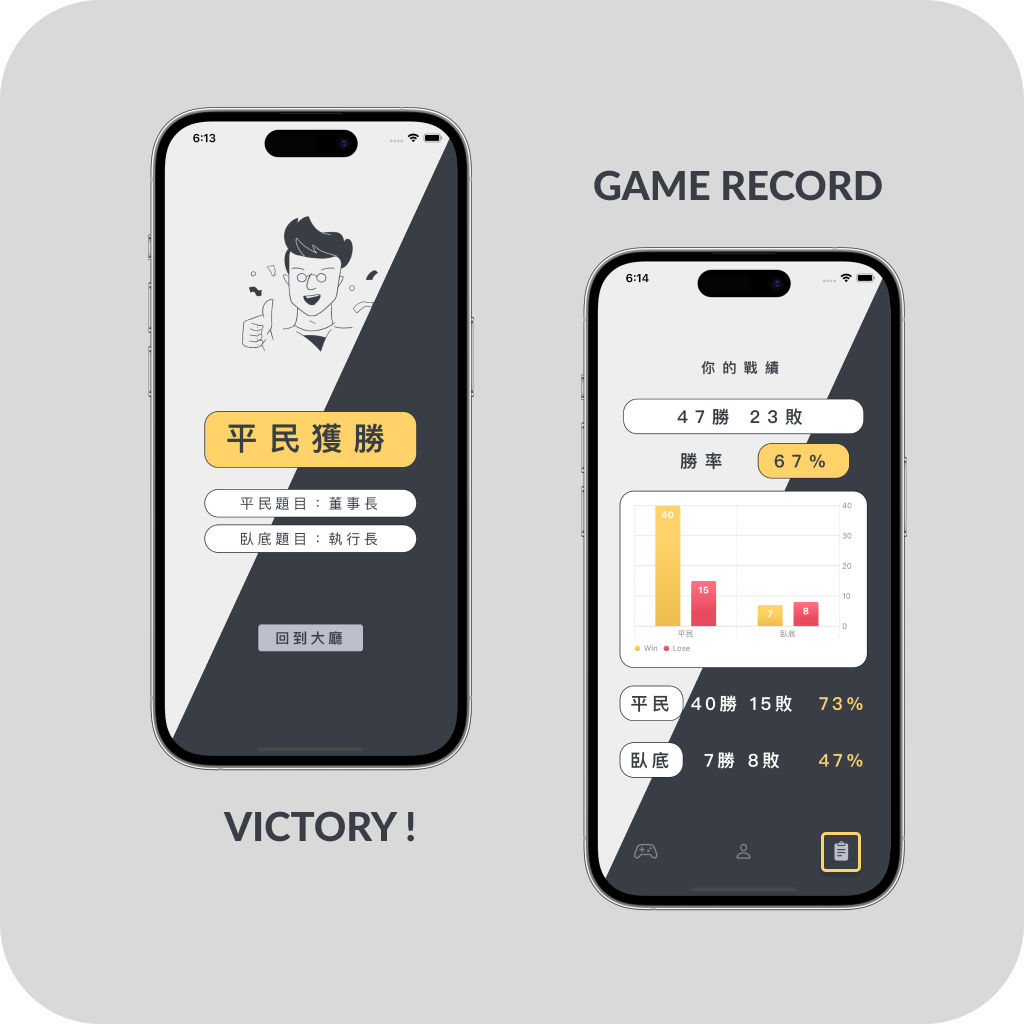 6:13
平民獲勝
平民題目：董事長
臥底題目：執行長
回到大廳
VICTORY !
GAME RECORD
6:14
你的戰績
47勝 23敗
勝率 67%
40
40
30
20
15
10
7
8
0
平民 臥底
Win Lose
平民 40勝 15敗 73%
臥底 7勝 8敗 47%